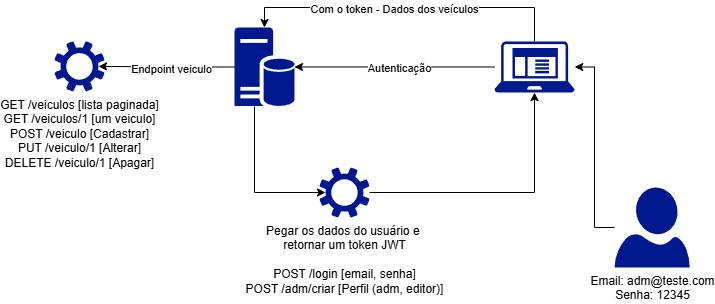 Com o token - Dados dos veículos
Endpoint veiculo
Autenticação
GET /veiculos [lista paginada]
GET /veiculos/1 [um veiculo]
POST /veiculo [Cadastrar]
PUT /veiculo/1 [Alterar]
DELETE /veiculo/1 [Apagar]
Pegar os dados do usuário e
retornar um token JWT
POST /login [email, senha]
POST /adm/criar [Perfil (adm, editor)]
Email: adm@teste.com
Senha: 12345